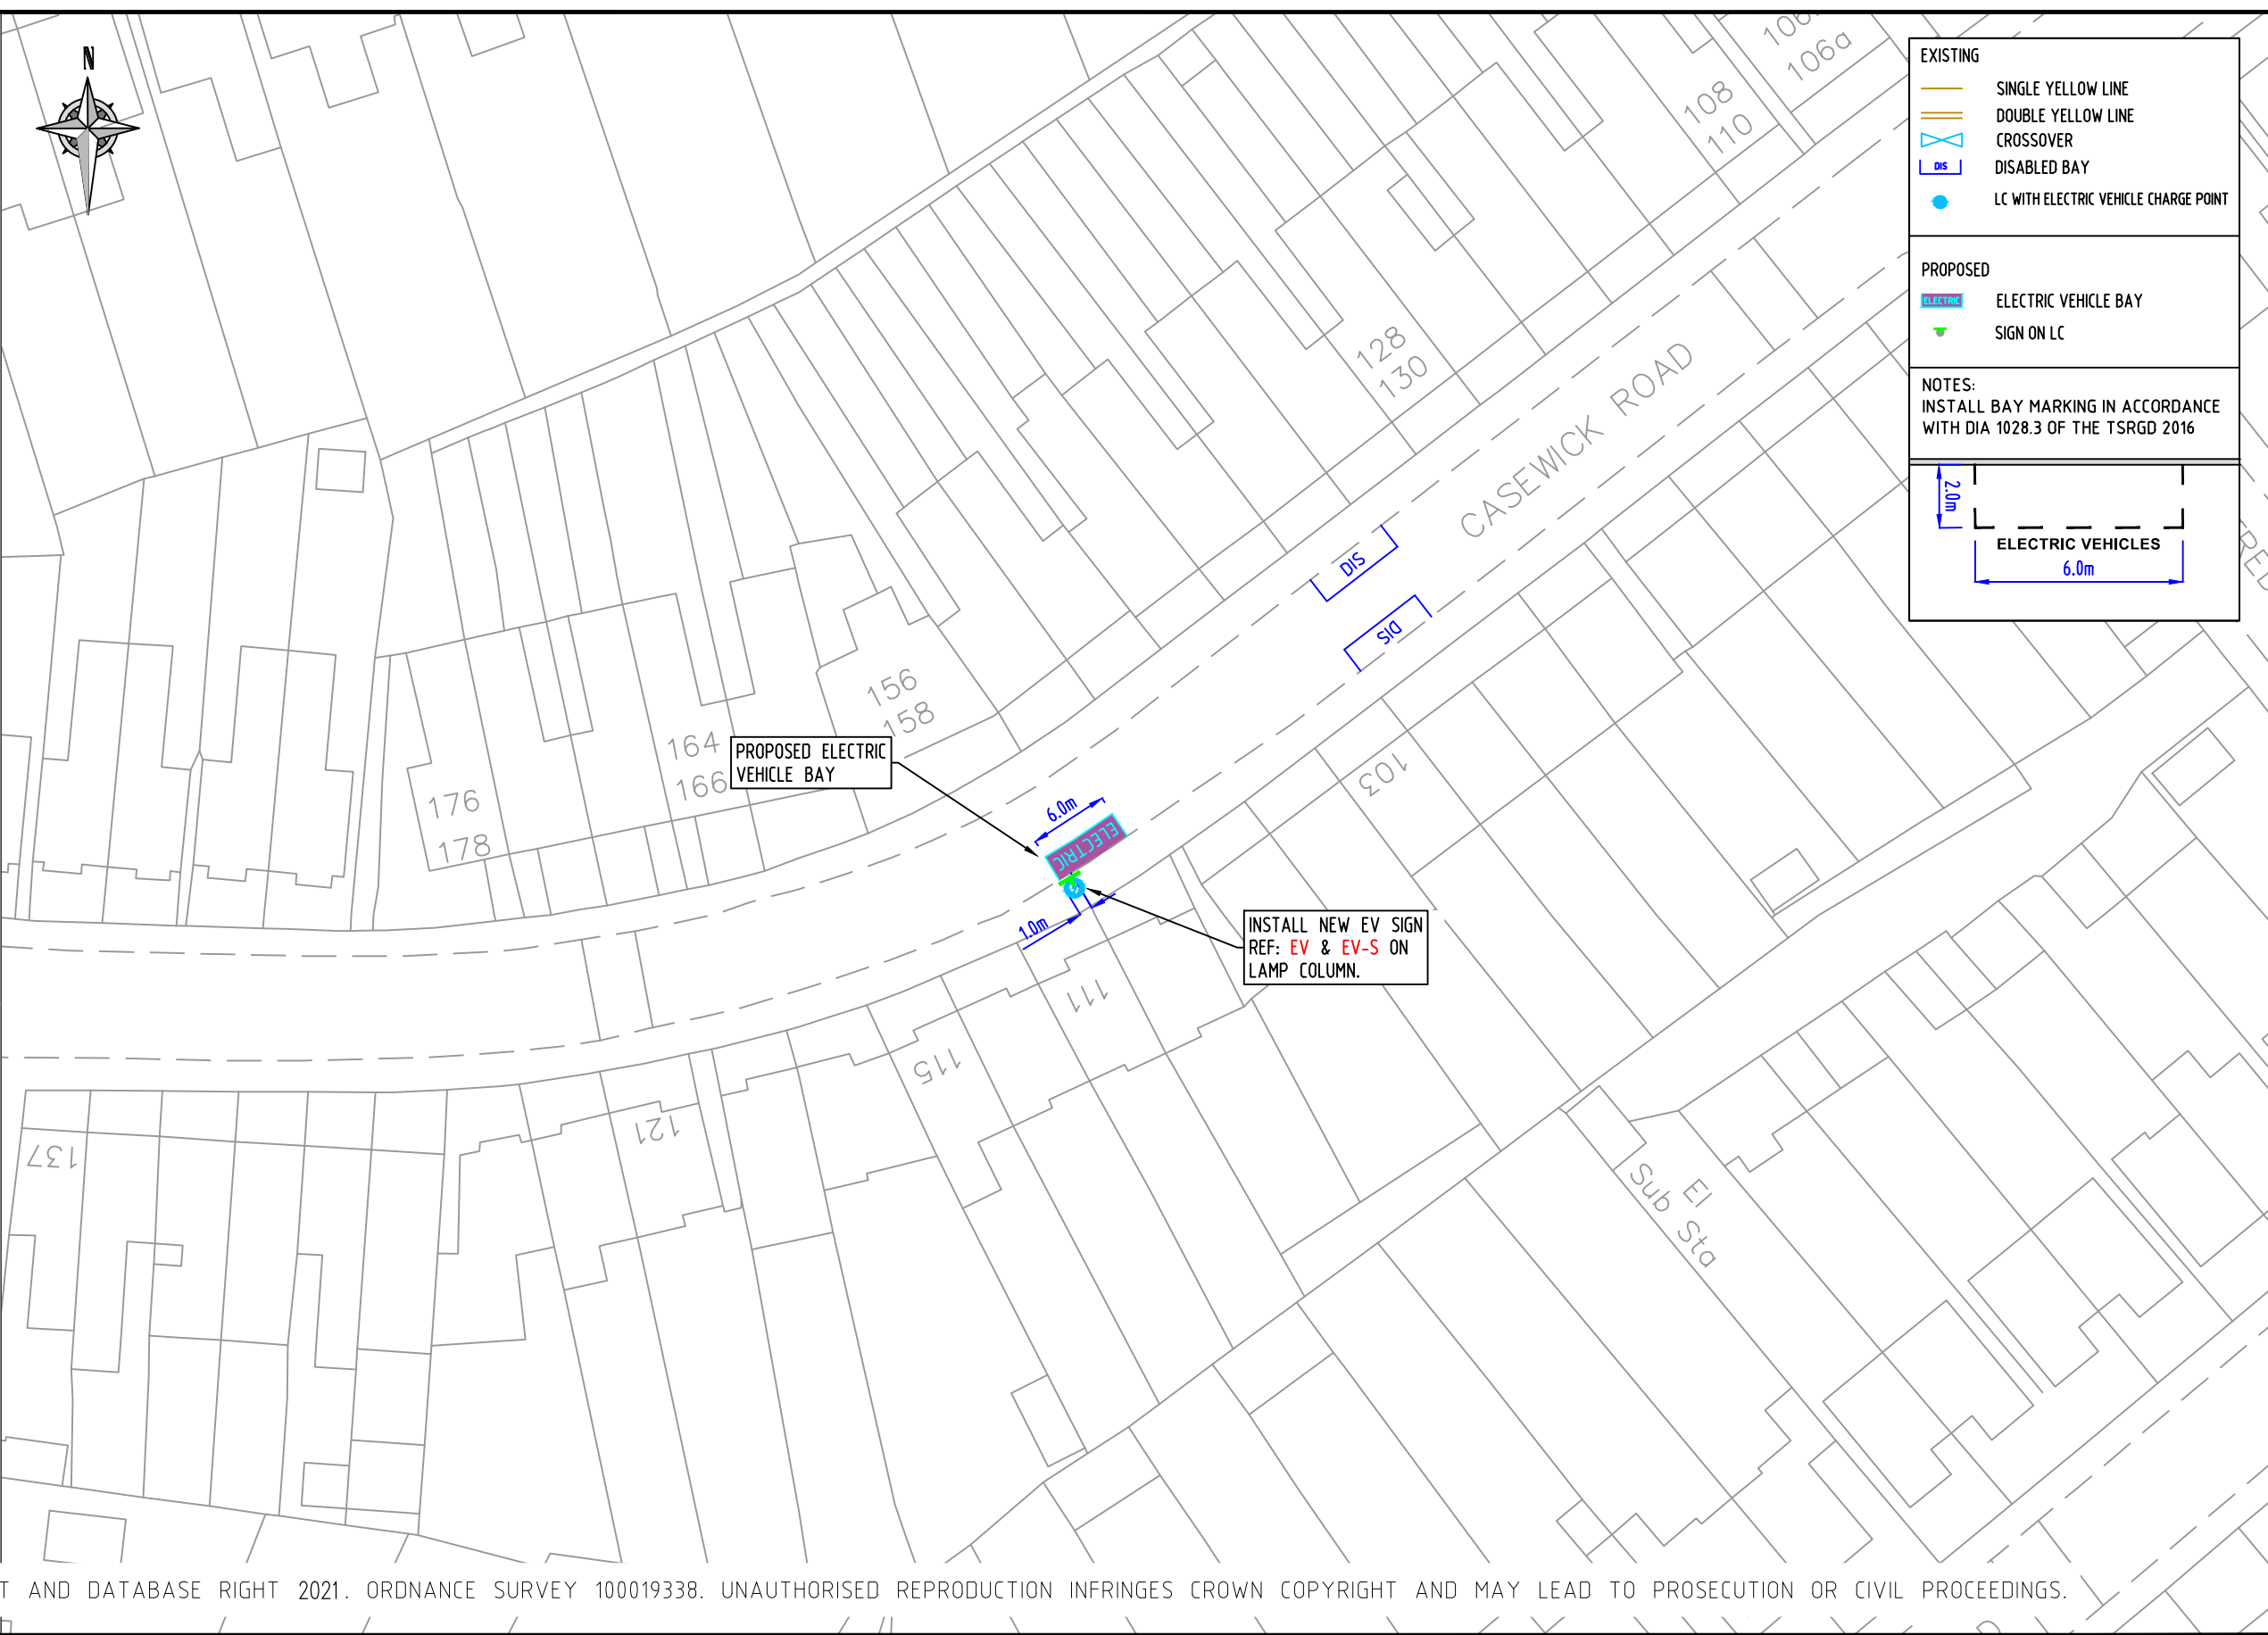 N
EXISTING
SINGLE YELLOW LINE
DOUBLE YELLOW LINE
CROSSOVER
DIS
DISABLED BAY
LC WITH ELECTRIC VEHICLE CHARGE POINT
PROPOSED
ELECTRIC
ELECTRIC VEHICLE BAY
SIGN ON LC
NOTES:
INSTALL BAY MARKING IN ACCORDANCE
WITH DIA 1028.3 OF THE TSRGD 2016
2.0m
ELECTRIC VEHICLES
6.0m
106a
108
110
128
130
CASEWICK ROAD
DIS
DIS
156
158
164
166
176
178
PROPOSED ELECTRIC
VEHICLE BAY
6.0m
ELECTRIC
1.0m
INSTALL NEW EV SIGN
REF: EV & EV-S ON
LAMP COLUMN.
103
111
115
121
137
El
Sub Sta
T AND DATABASE RIGHT 2021. ORDNANCE SURVEY 100019338. UNAUTHORISED REPRODUCTION INFRINGES CROWN COPYRIGHT AND MAY LEAD TO PROSECUTION OR CIVIL PROCEEDINGS.